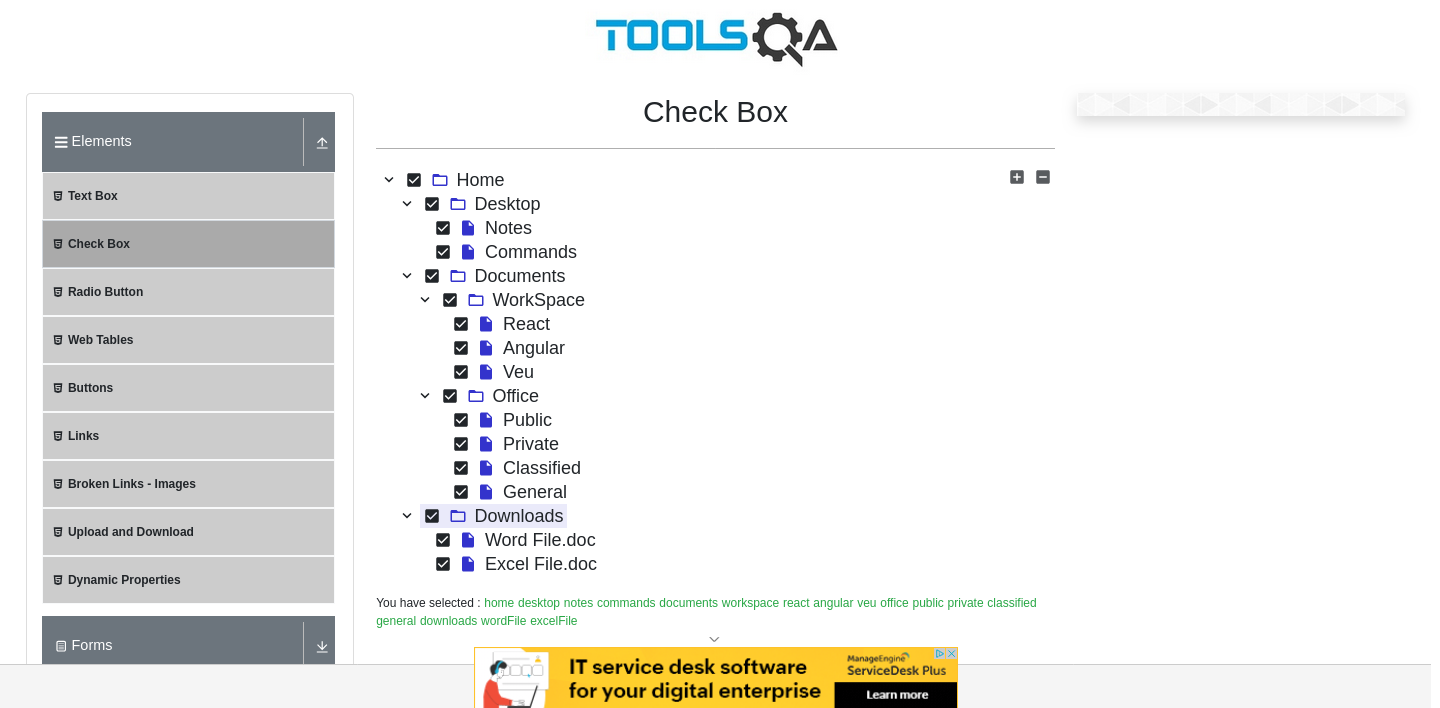 TOOLSQA
Elements
Text Box
Check Box
Radio Button
Web Tables
Buttons
Links
Broken Links - Images
Upload and Download
Dynamic Properties
Forms
Check Box
Home
Desktop
Notes
Commands
Documents
WorkSpace
React
Angular
Veu
Office
Public
Private
Classified
General
Downloads
Word File.doc
Excel File.doc
You have selected : home desktop notes commands documents workspace react angular veu office public private classified
general downloads wordFile excelFile
IT service desk software
for your digital enterprise
ManageEngine
ServiceDesk Plus
Learn more